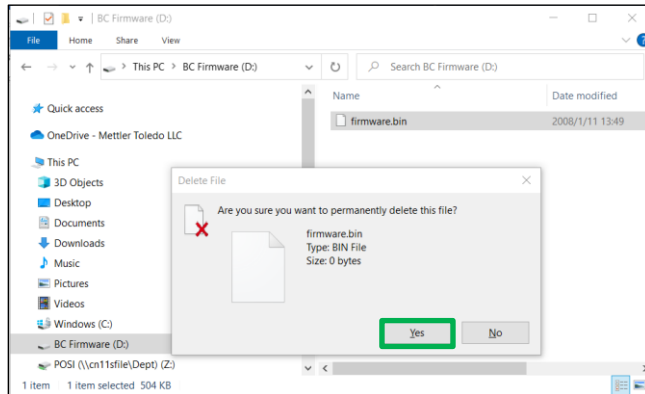 BC Firmware (D:)
File Home Share View
This PC > BC Firmware (D:)
Search BC Firmware (D:)
Name Date modified
Quick access
firmware.bin 2008/1/11 13:49
OneDrive - Mettler Toledo LLC
This PC
3D Objects
Desktop
Documents
Downloads
Music
Pictures
Videos
Windows (C:)
BC Firmware (D:)
POSI (\\cn11sfile\Dept) (Z:)
Delete File
Are you sure you want to permanently delete this file?
firmware.bin
Type: BIN File
Size: 0 bytes
Yes No
1 item 1 item selected 504 KB